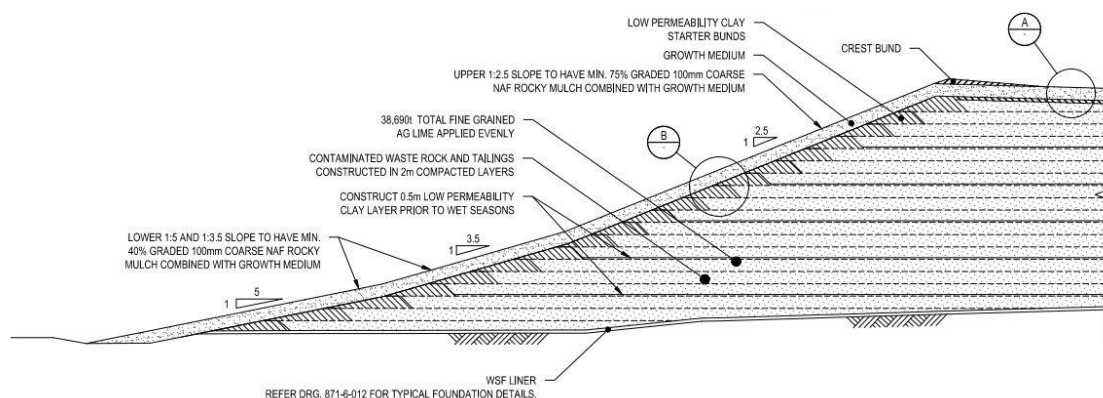 LOW PERMEABILITY CLAY
STARTER BUNDS
GROWTH MEDIUM
UPPER 1:2.5 SLOPE TO HAVE MIN. 75% GRADED 100mm COARSE
NAF ROCKY MULCH COMBINED WITH GROWTH MEDIUM
CREST BUND
A
-
38,690t TOTAL FINE GRAINED
AG LIME APPLIED EVENLY
CONTAMINATED WASTE ROCK AND TAILINGS
CONSTRUCTED IN 2m COMPACTED LAYERS
CONSTRUCT 0.5m LOW PERMEABILITY
CLAY LAYER PRIOR TO WET SEASONS
B
-
2.5
1
LOWER 1:5 AND 1:3.5 SLOPE TO HAVE MIN.
40% GRADED 100mm COARSE NAF ROCKY
MULCH COMBINED WITH GROWTH MEDIUM
3.5
1
5
1
WSF LINER
REFER DRG. 871-6-012 FOR TYPICAL FOUNDATION DETAILS.